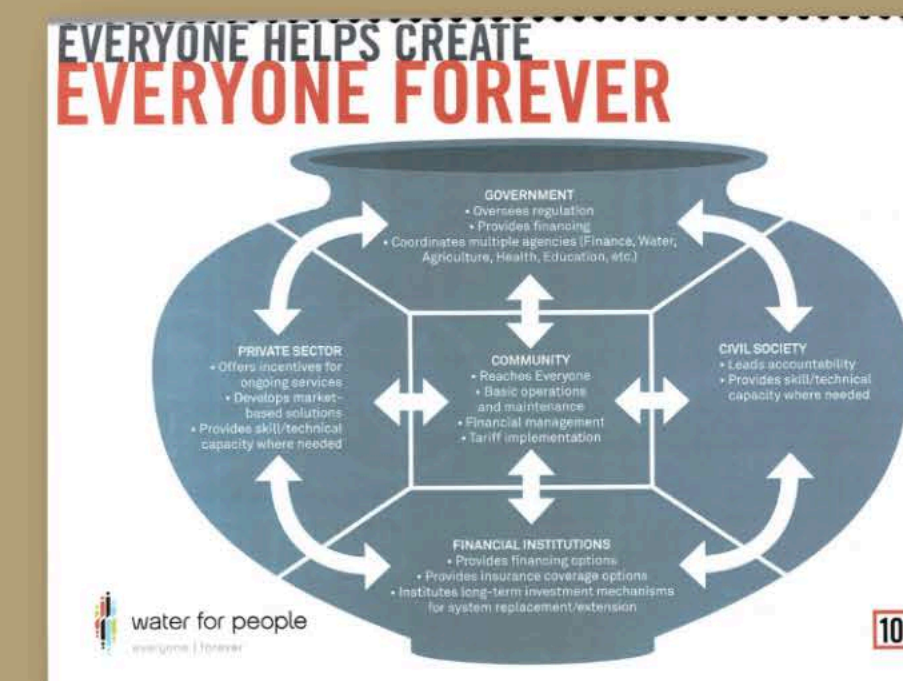 EVERYONE HELPS CREATE
EVERYONE FOREVER
GOVERNMENT
• Oversees regulation
• Provides financing
• Coordinates multiple agencies (Finance, Water,
Agriculture, Health, Education, etc.)
PRIVATE SECTOR
• Offers incentives for
ongoing services
• Develops market-
based solutions
• Provides skill/technical
capacity where needed
COMMUNITY
• Reaches Everyone
• Basic operations
and maintenance
• Financial management
• Tariff implementation
CIVIL SOCIETY
• Leads accountability
• Provides skill/technical
capacity where needed
FINANCIAL INSTITUTIONS
• Provides financing options
• Provides insurance coverage options
• Institutes long-term investment mechanisms
for system replacement/extension
water for people
everyone | forever
10